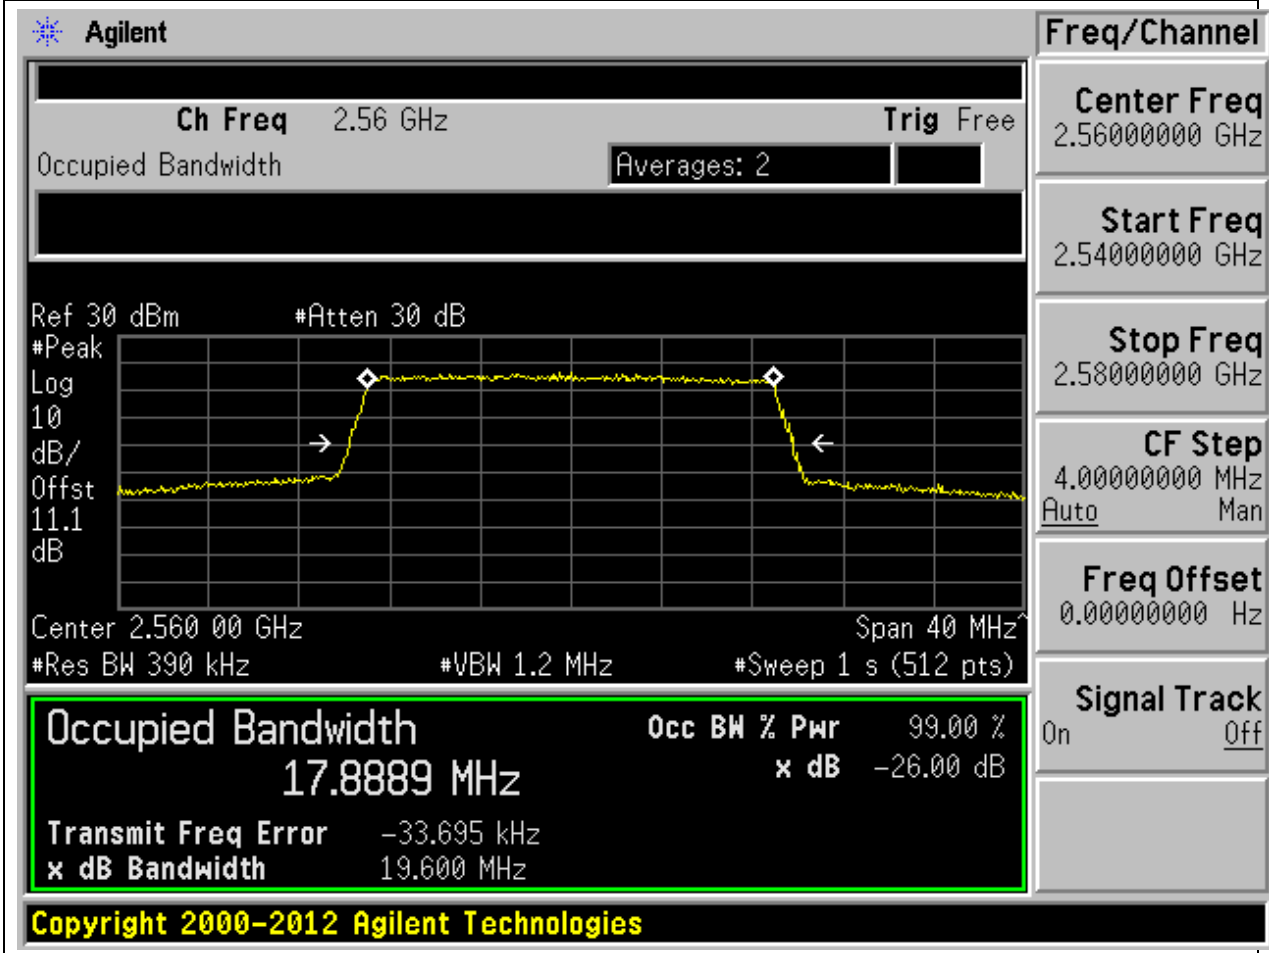 Agilent
Freq/Channel
Ch Freq 2.56 GHz Trig Free
Occupied Bandwidth Averages: 2
Center Freq
2.56000000 GHz
Start Freq
2.54000000 GHz
Stop Freq
2.58000000 GHz
CF Step
4.00000000 MHz
Auto Man
Freq Offset
0.00000000 Hz
Signal Track
On Off
Ref 30 dBm #Atten 30 dB
#Peak
Log
10
dB/
Offst
11.1
dB
Center 2.560 00 GHz Span 40 MHz^
#Res BW 390 kHz #VBW 1.2 MHz #Sweep 1 s (512 pts)
Occupied Bandwidth Occ BW % Pwr 99.00 %
17.8889 MHz x dB -26.00 dB
Transmit Freq Error -33.695 kHz
x dB Bandwidth 19.600 MHz
Copyright 2000-2012 Agilent Technologies